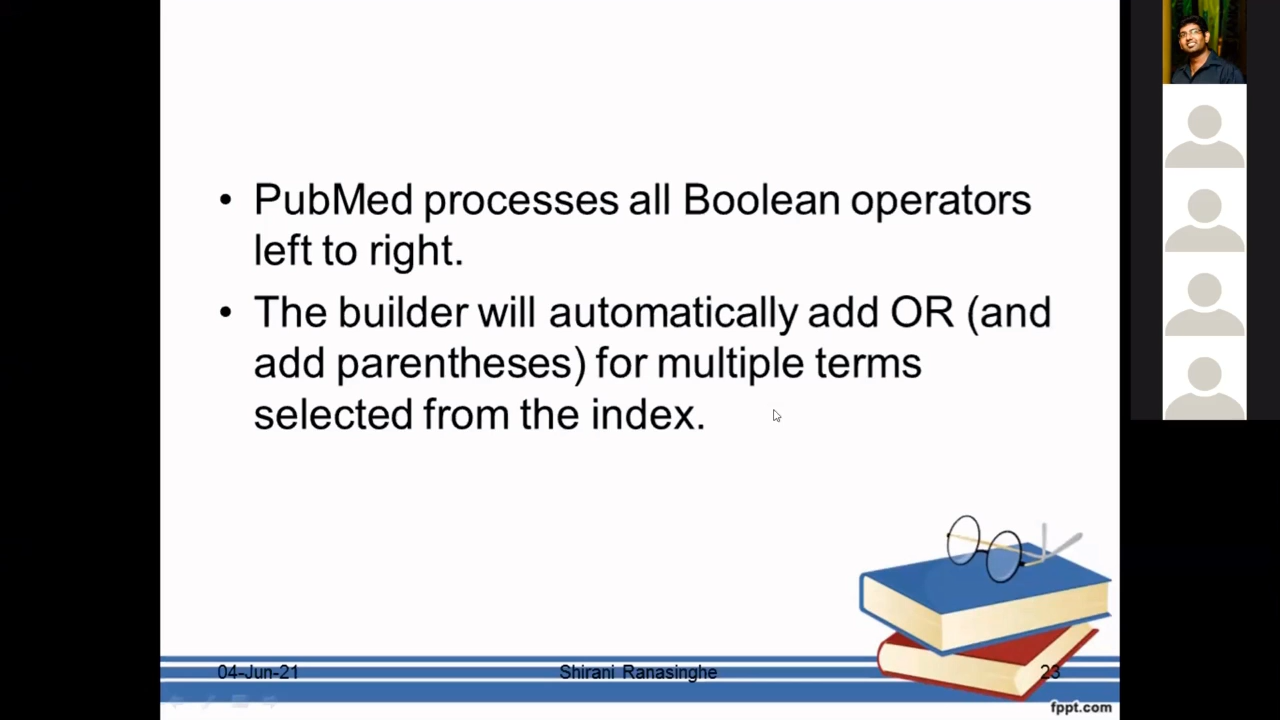 • PubMed processes all Boolean operators
left to right.
• The builder will automatically add OR (and
add parentheses) for multiple terms
selected from the index.
04-Jun-21 Shirani Ranasinghe 23
fppt.com